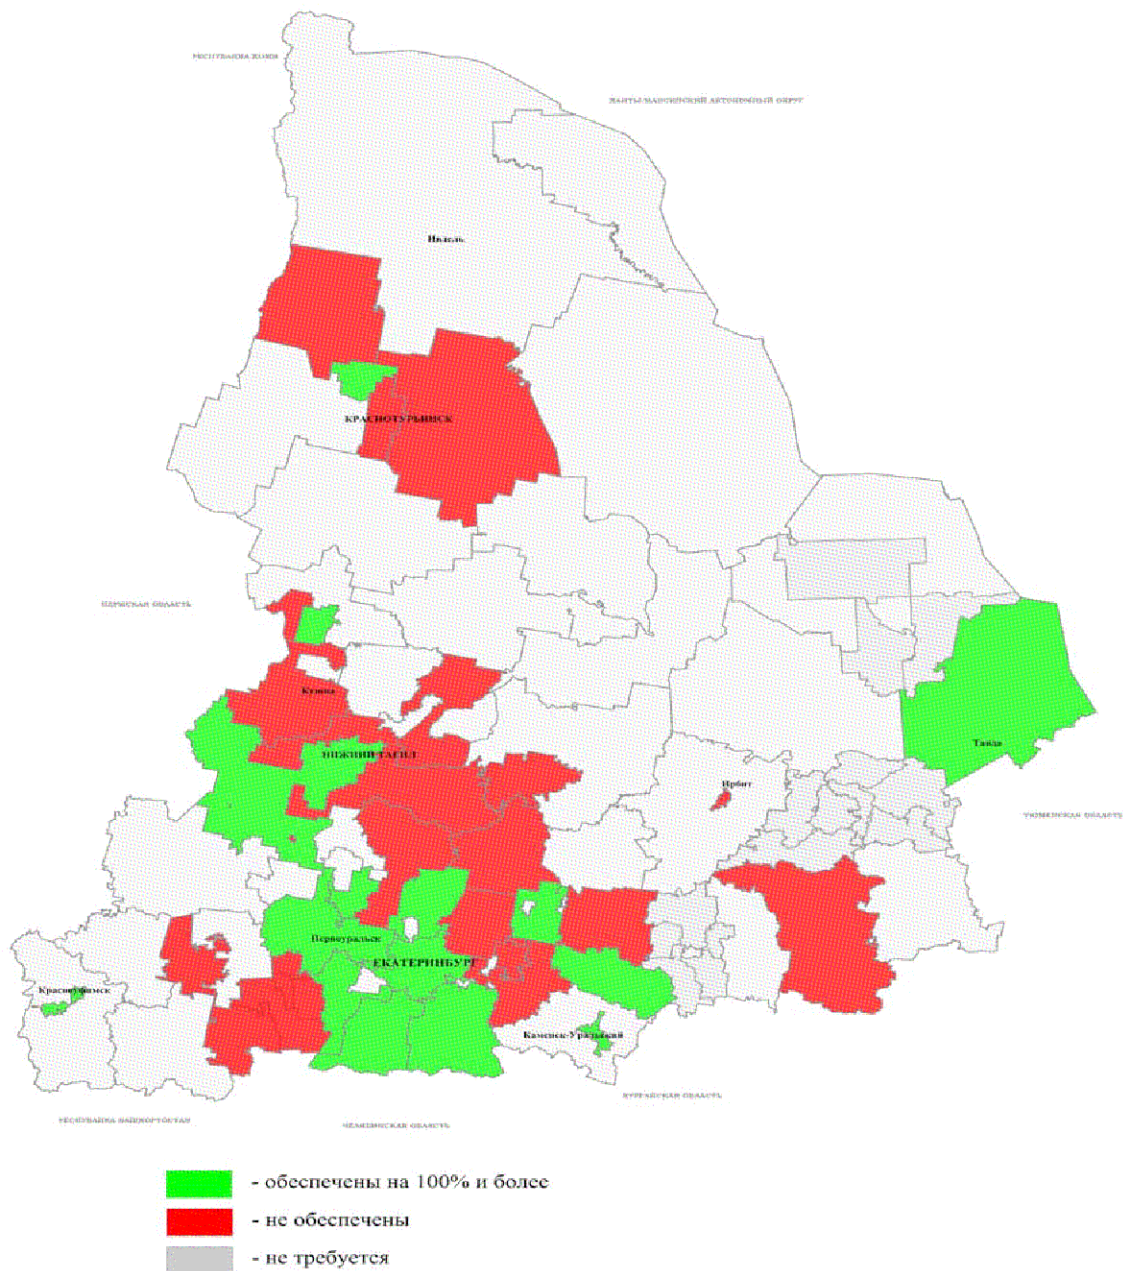 РЕСПУБЛИКА КОМИ
ХАНТЫ-МАНСИЙСКИЙ АВТОНОМНЫЙ ОКРУГ
Ивдель
КРАСНОТУРЬИНСК
ПЕРМСКАЯ ОБЛАСТЬ
Кушва
НИЖНИЙ ТАГИЛ
Тавда
Ирбит
ТЮМЕНСКАЯ ОБЛАСТЬ
Первоуральск
ЕКАТЕРИНБУРГ
Красноуфимск
Каменск-Уральский
КУРГАНСКАЯ ОБЛАСТЬ
РЕСПУБЛИКА БАШКОРТОСТАН
ЧЕЛЯБИНСКАЯ ОБЛАСТЬ
- обеспечены на 100% и более
- не обеспечены
- не требуется